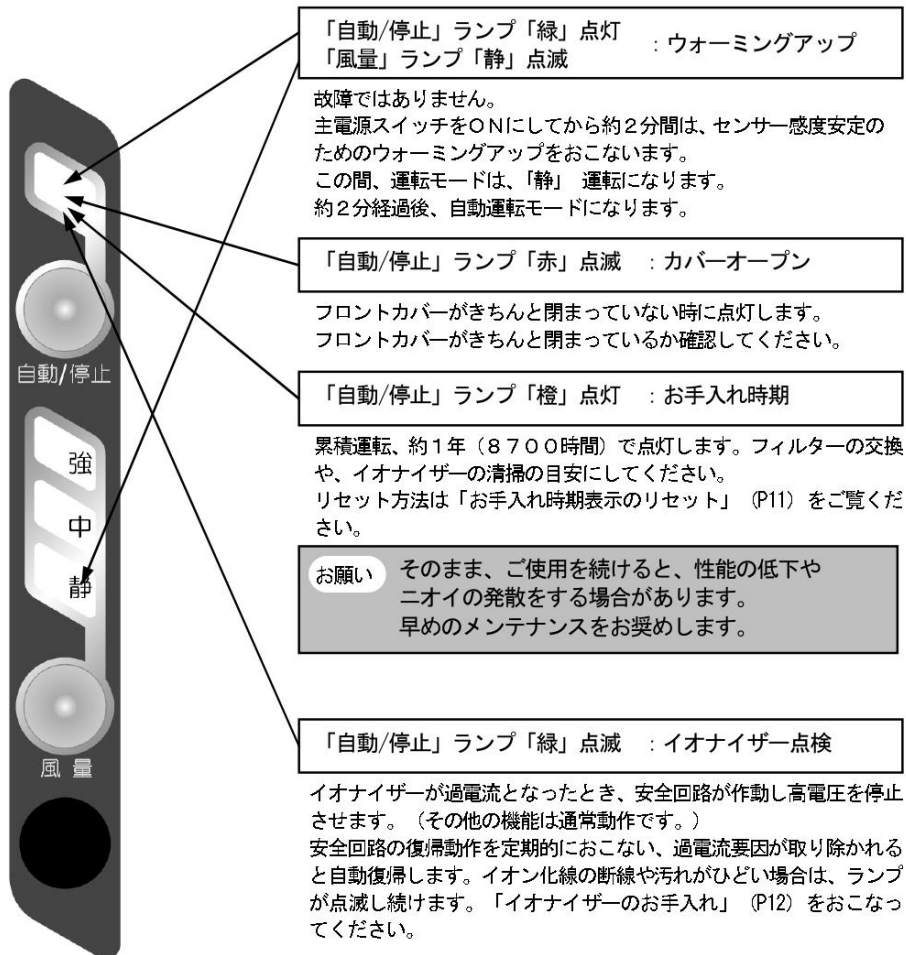 「自動/停止」ランプ「緑」点灯
「風量」ランプ「静」点滅
：ウォーミングアップ
故障ではありません。
主電源スイッチをＯＮにしてから約２分間は、センサー感度安定の
ためのウォーミングアップをおこないます。
この間、運転モードは、「静」 運転になります。
約２分経過後、自動運転モードになります。
「自動/停止」ランプ「赤」点滅 ：カバーオープン
フロントカバーがきちんと閉まっていない時に点灯します。
フロントカバーがきちんと閉まっているか確認してください。
「自動/停止」ランプ「橙」点灯 ：お手入れ時期
累積運転、約１年（８７００時間）で点灯します。フィルターの交換
や、イオナイザーの清掃の目安にしてください。
リセット方法は「お手入れ時期表示のリセット」（P11）をご覧くだ
さい。
お願い
そのまま、ご使用を続けると、性能の低下や
ニオイの発散をする場合があります。
早めのメンテナンスをお奨めします。
「自動/停止」ランプ「緑」点滅 ：イオナイザー点検
イオナイザーが過電流となったとき、安全回路が作動し高電圧を停止
させます。（その他の機能は通常動作です。）
安全回路の復帰動作を定期的におこない、過電流要因が取り除かれる
と自動復帰します。イオン化線の断線や汚れがひどい場合は、ランプ
が点滅し続けます。「イオナイザーのお手入れ」（P12）をおこなっ
てください。
自動/停止
強
中
静
風量